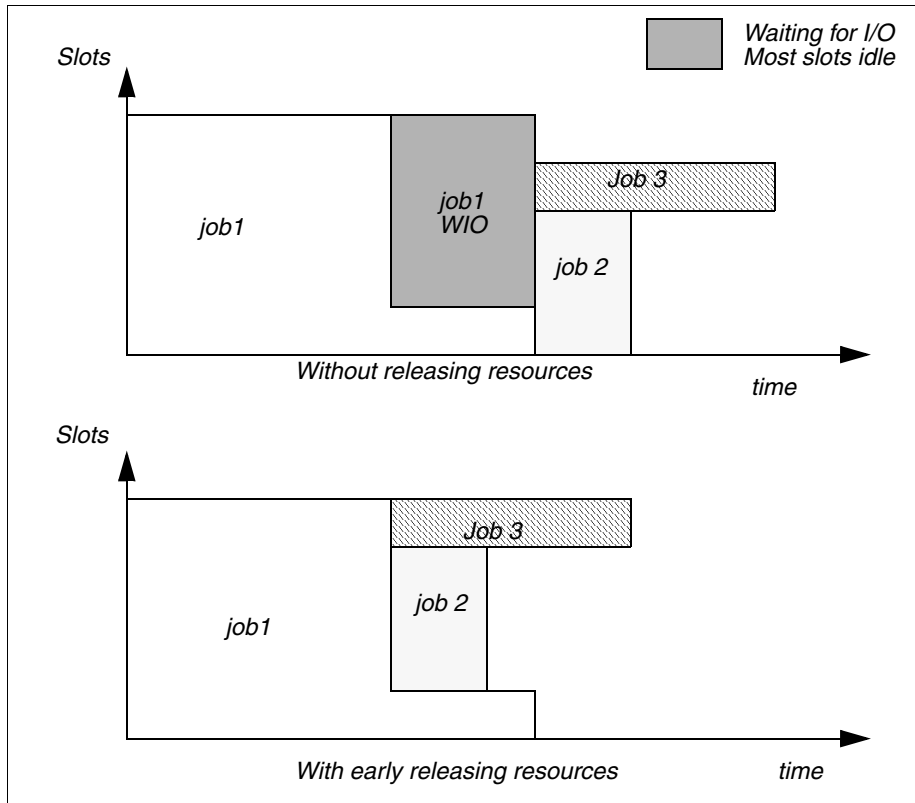 Waiting for I/O
Most slots idle
Slots
job1
job1
WIO
Job 3
job 2
Without releasing resources
time
Slots
Job 3
job 2
job1
With early releasing resources
time